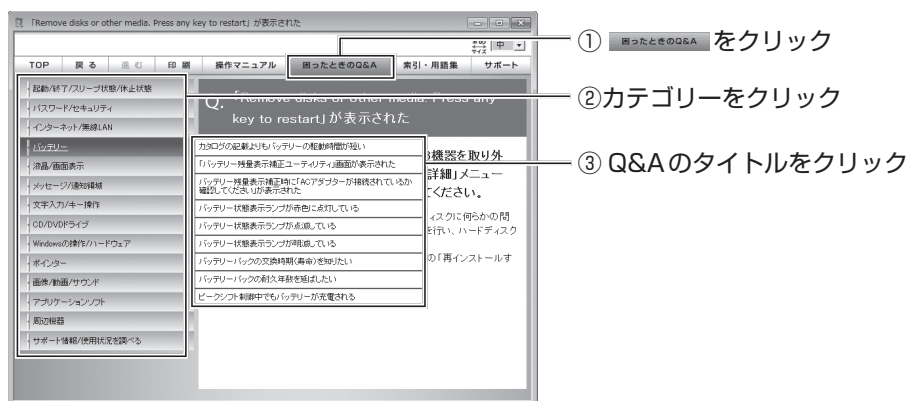 「Remove disks or other media. Press any key to restart」が表示された
中
TOP 戻る 進む 印刷 操作マニュアル 困ったときのQ&A 索引・用語集 サポート
① 困ったときのQ&A をクリック
起動/終了/スリープ状態/休止状態
パスワード/セキュリティ
インターネット/無線LAN
バッテリー
液晶/画面表示
メッセージ/通知領域
文字入力/キー操作
CD/DVDドライブ
Windowsの操作/ハードウェア
ポインター
画像/動画/サウンド
アプリケーションソフト
周辺機器
サポート情報/使用状況を調べる
②カテゴリーをクリック
Q. 「Remove disks or other media. Press any
key to restart」が表示された
カタログの記載よりもバッテリーの駆動時間が短い
「バッテリー残量表示補正ユーティリティ」画面が表示された
バッテリー残量表示補正時に「ACアダプターが接続されているか
確認してください」が表示された
バッテリー状態表示ランプが赤色に点灯している
バッテリー状態表示ランプが点滅している
バッテリー状態表示ランプが明滅している
バッテリーパックの交換時期(寿命)を知りたい
バッテリーパックの耐久年数を延ばしたい
ピークシフト制御中でもバッテリーが充電される
③ Q&Aのタイトルをクリック
機器を取り外
詳細」メニュー
ください。
ィスクに何らかの問
を行い、ハードディスク
の「再インストールす